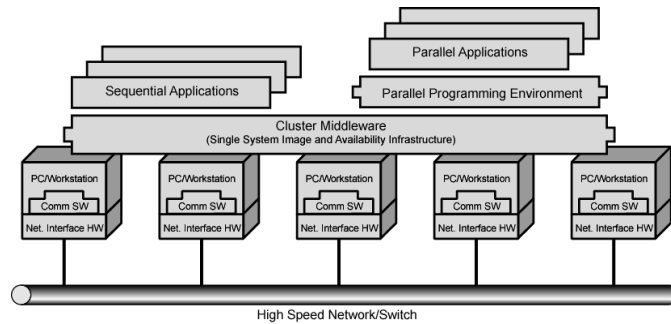 Parallel Applications
Sequential Applications
Parallel Programming Environment
Cluster Middleware
(Single System Image and Availability Infrastructure)
PC/Workstation
Comm SW
Net. Interface HW
PC/Workstation
Comm SW
Net. Interface HW
PC/Workstation
Comm SW
Net. Interface HW
PC/Workstation
Comm SW
Net. Interface HW
PC/Workstation
Comm SW
Net. Interface HW
High Speed Network/Switch